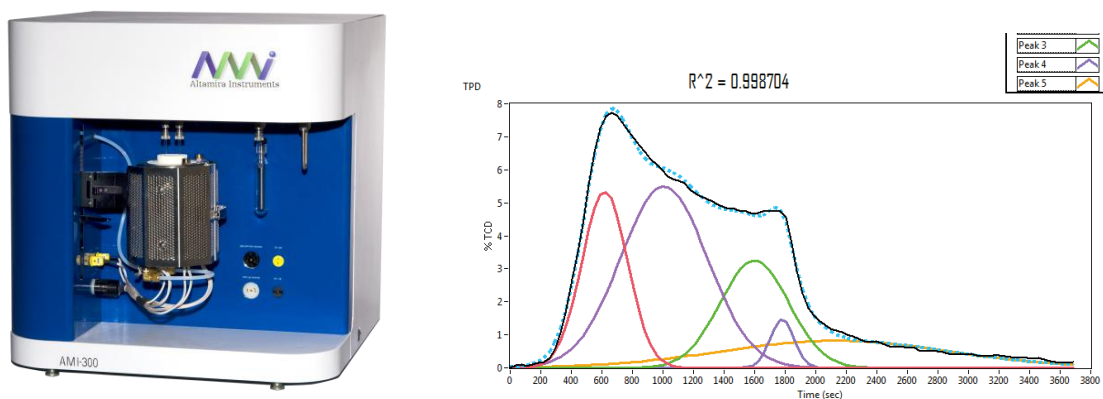 AMi
Altamira Instruments
AMI-300
Peak 3
Peak 4
Peak 5
TPD
R^2 = 0.998704
8
7
6
5
4
3
2
1
0
% TCD
0 200 400 600 800 1000 1200 1400 1600 1800 2000 2200 2400 2600 2800 3000 3200 3400 3600 3800
Time (sec)